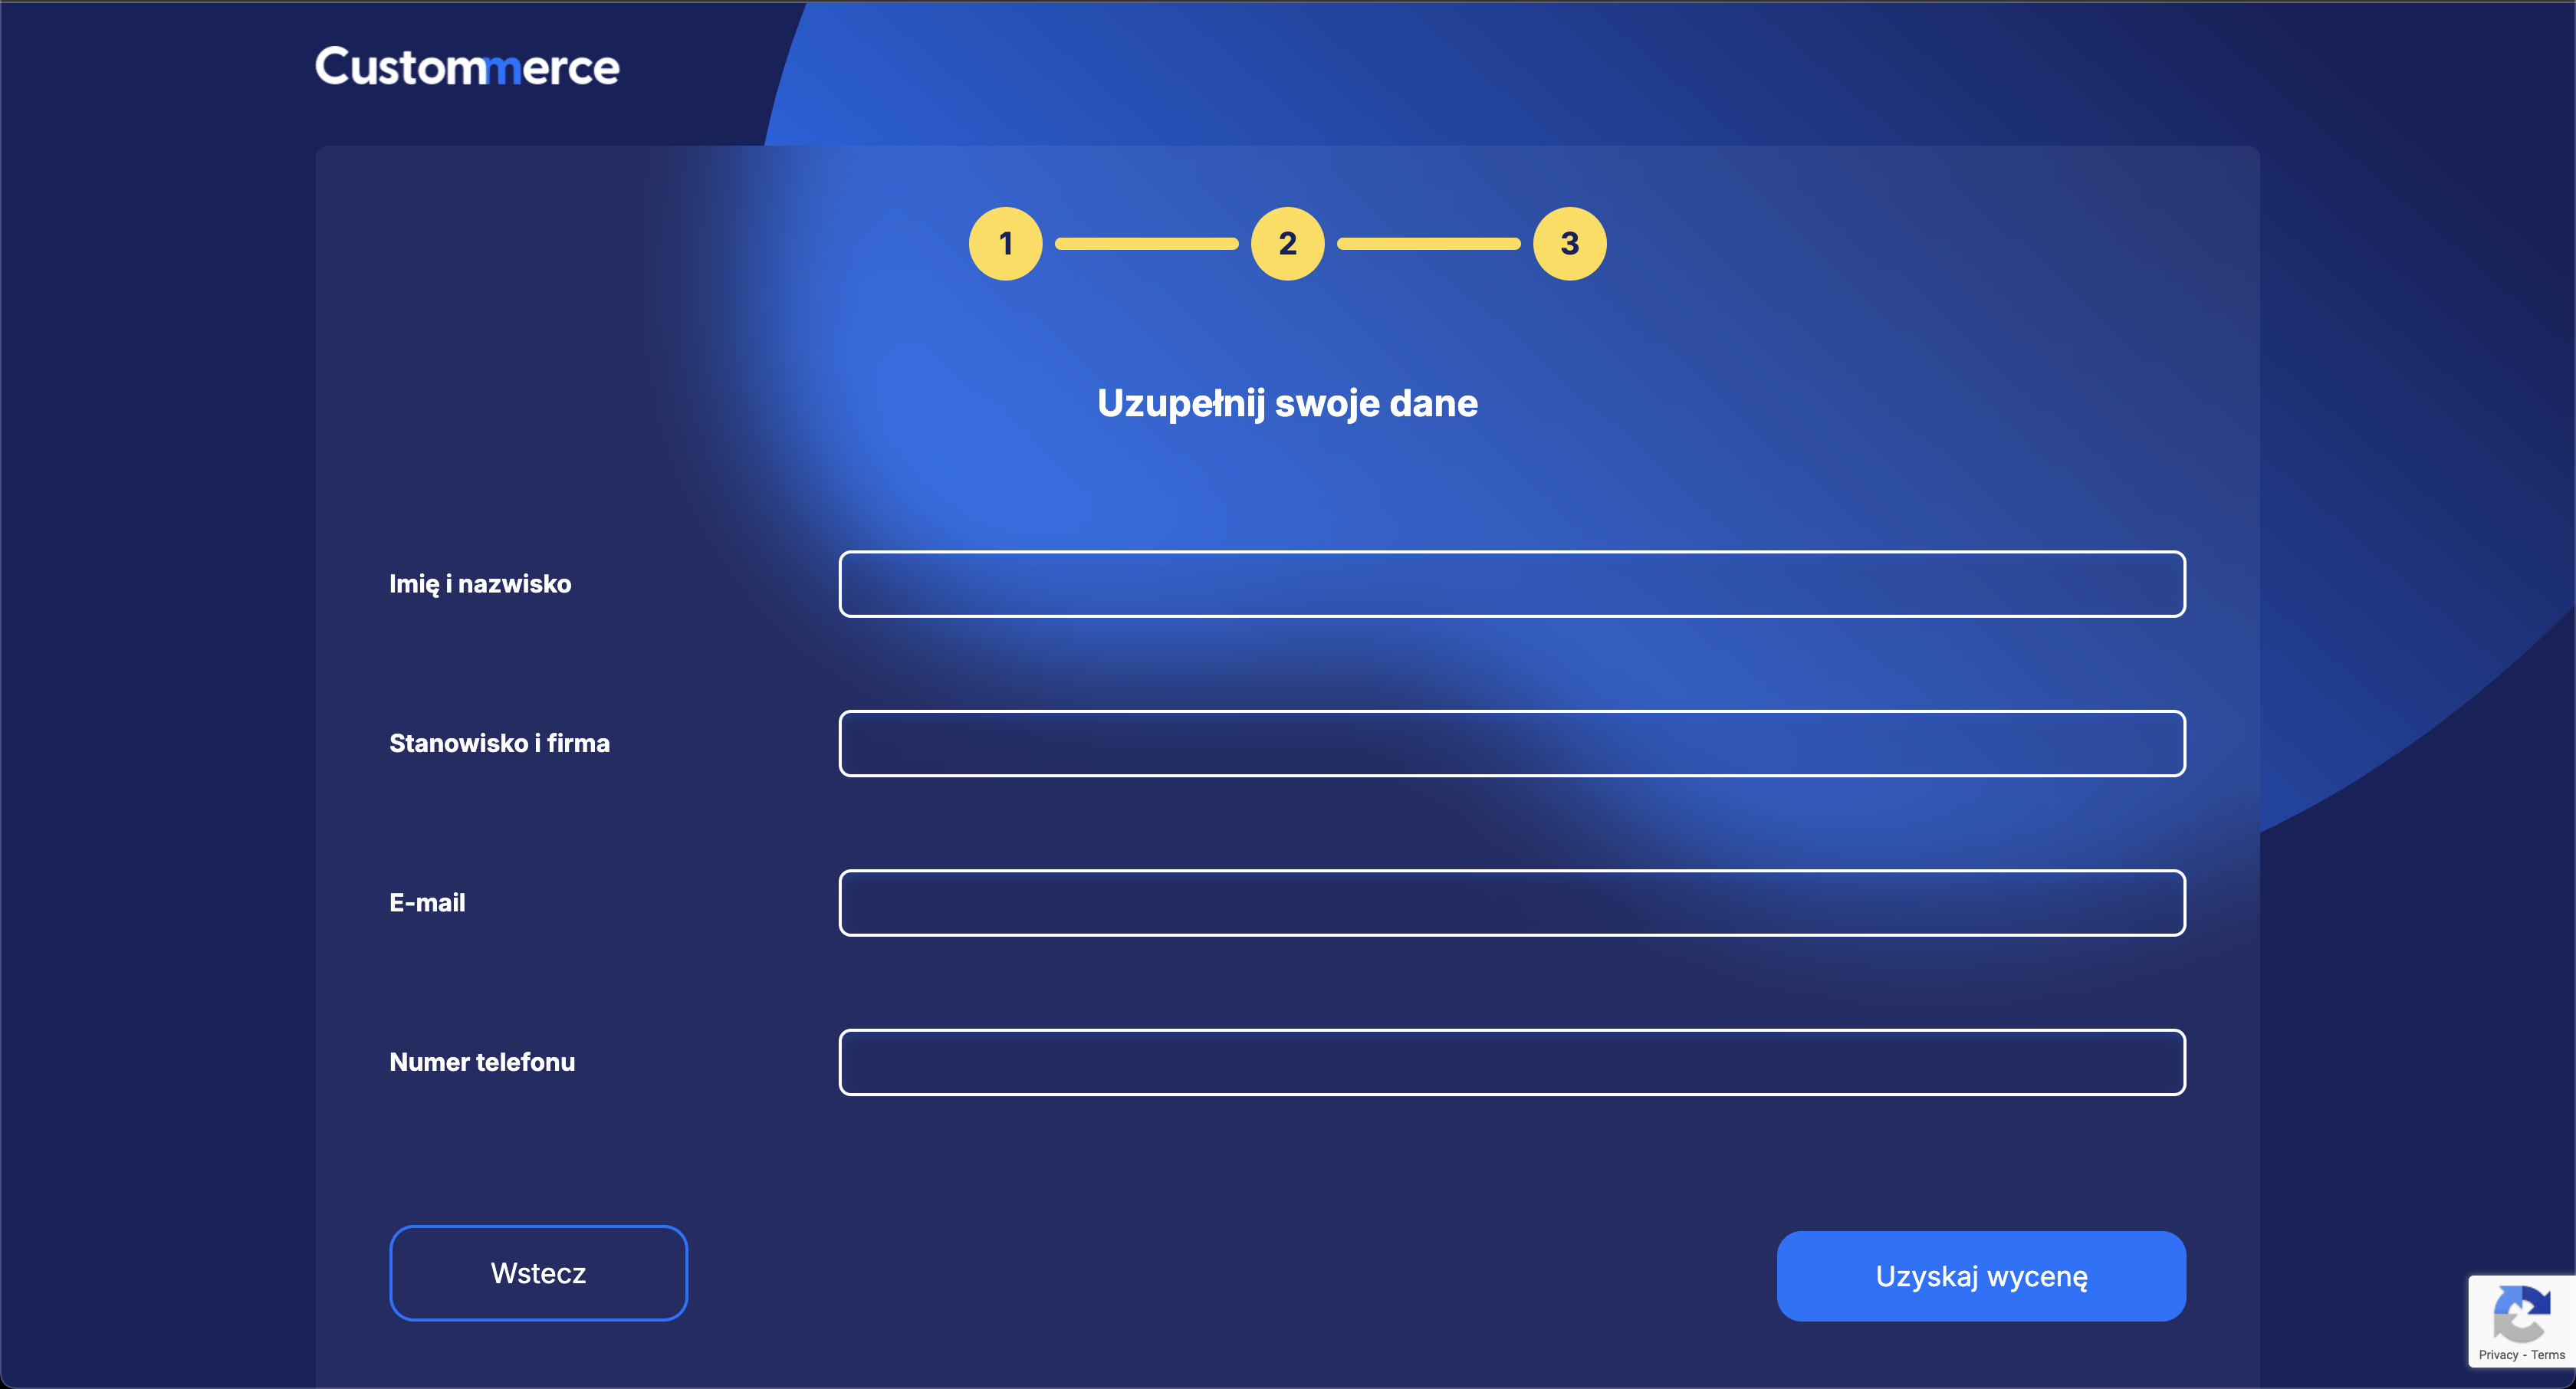 Custommerce
1 2 3
Uzupełnij swoje dane
Imię i nazwisko
Stanowisko i firma
E-mail
Numer telefonu
Wstecz
Uzyskaj wycenę
Privacy - Terms